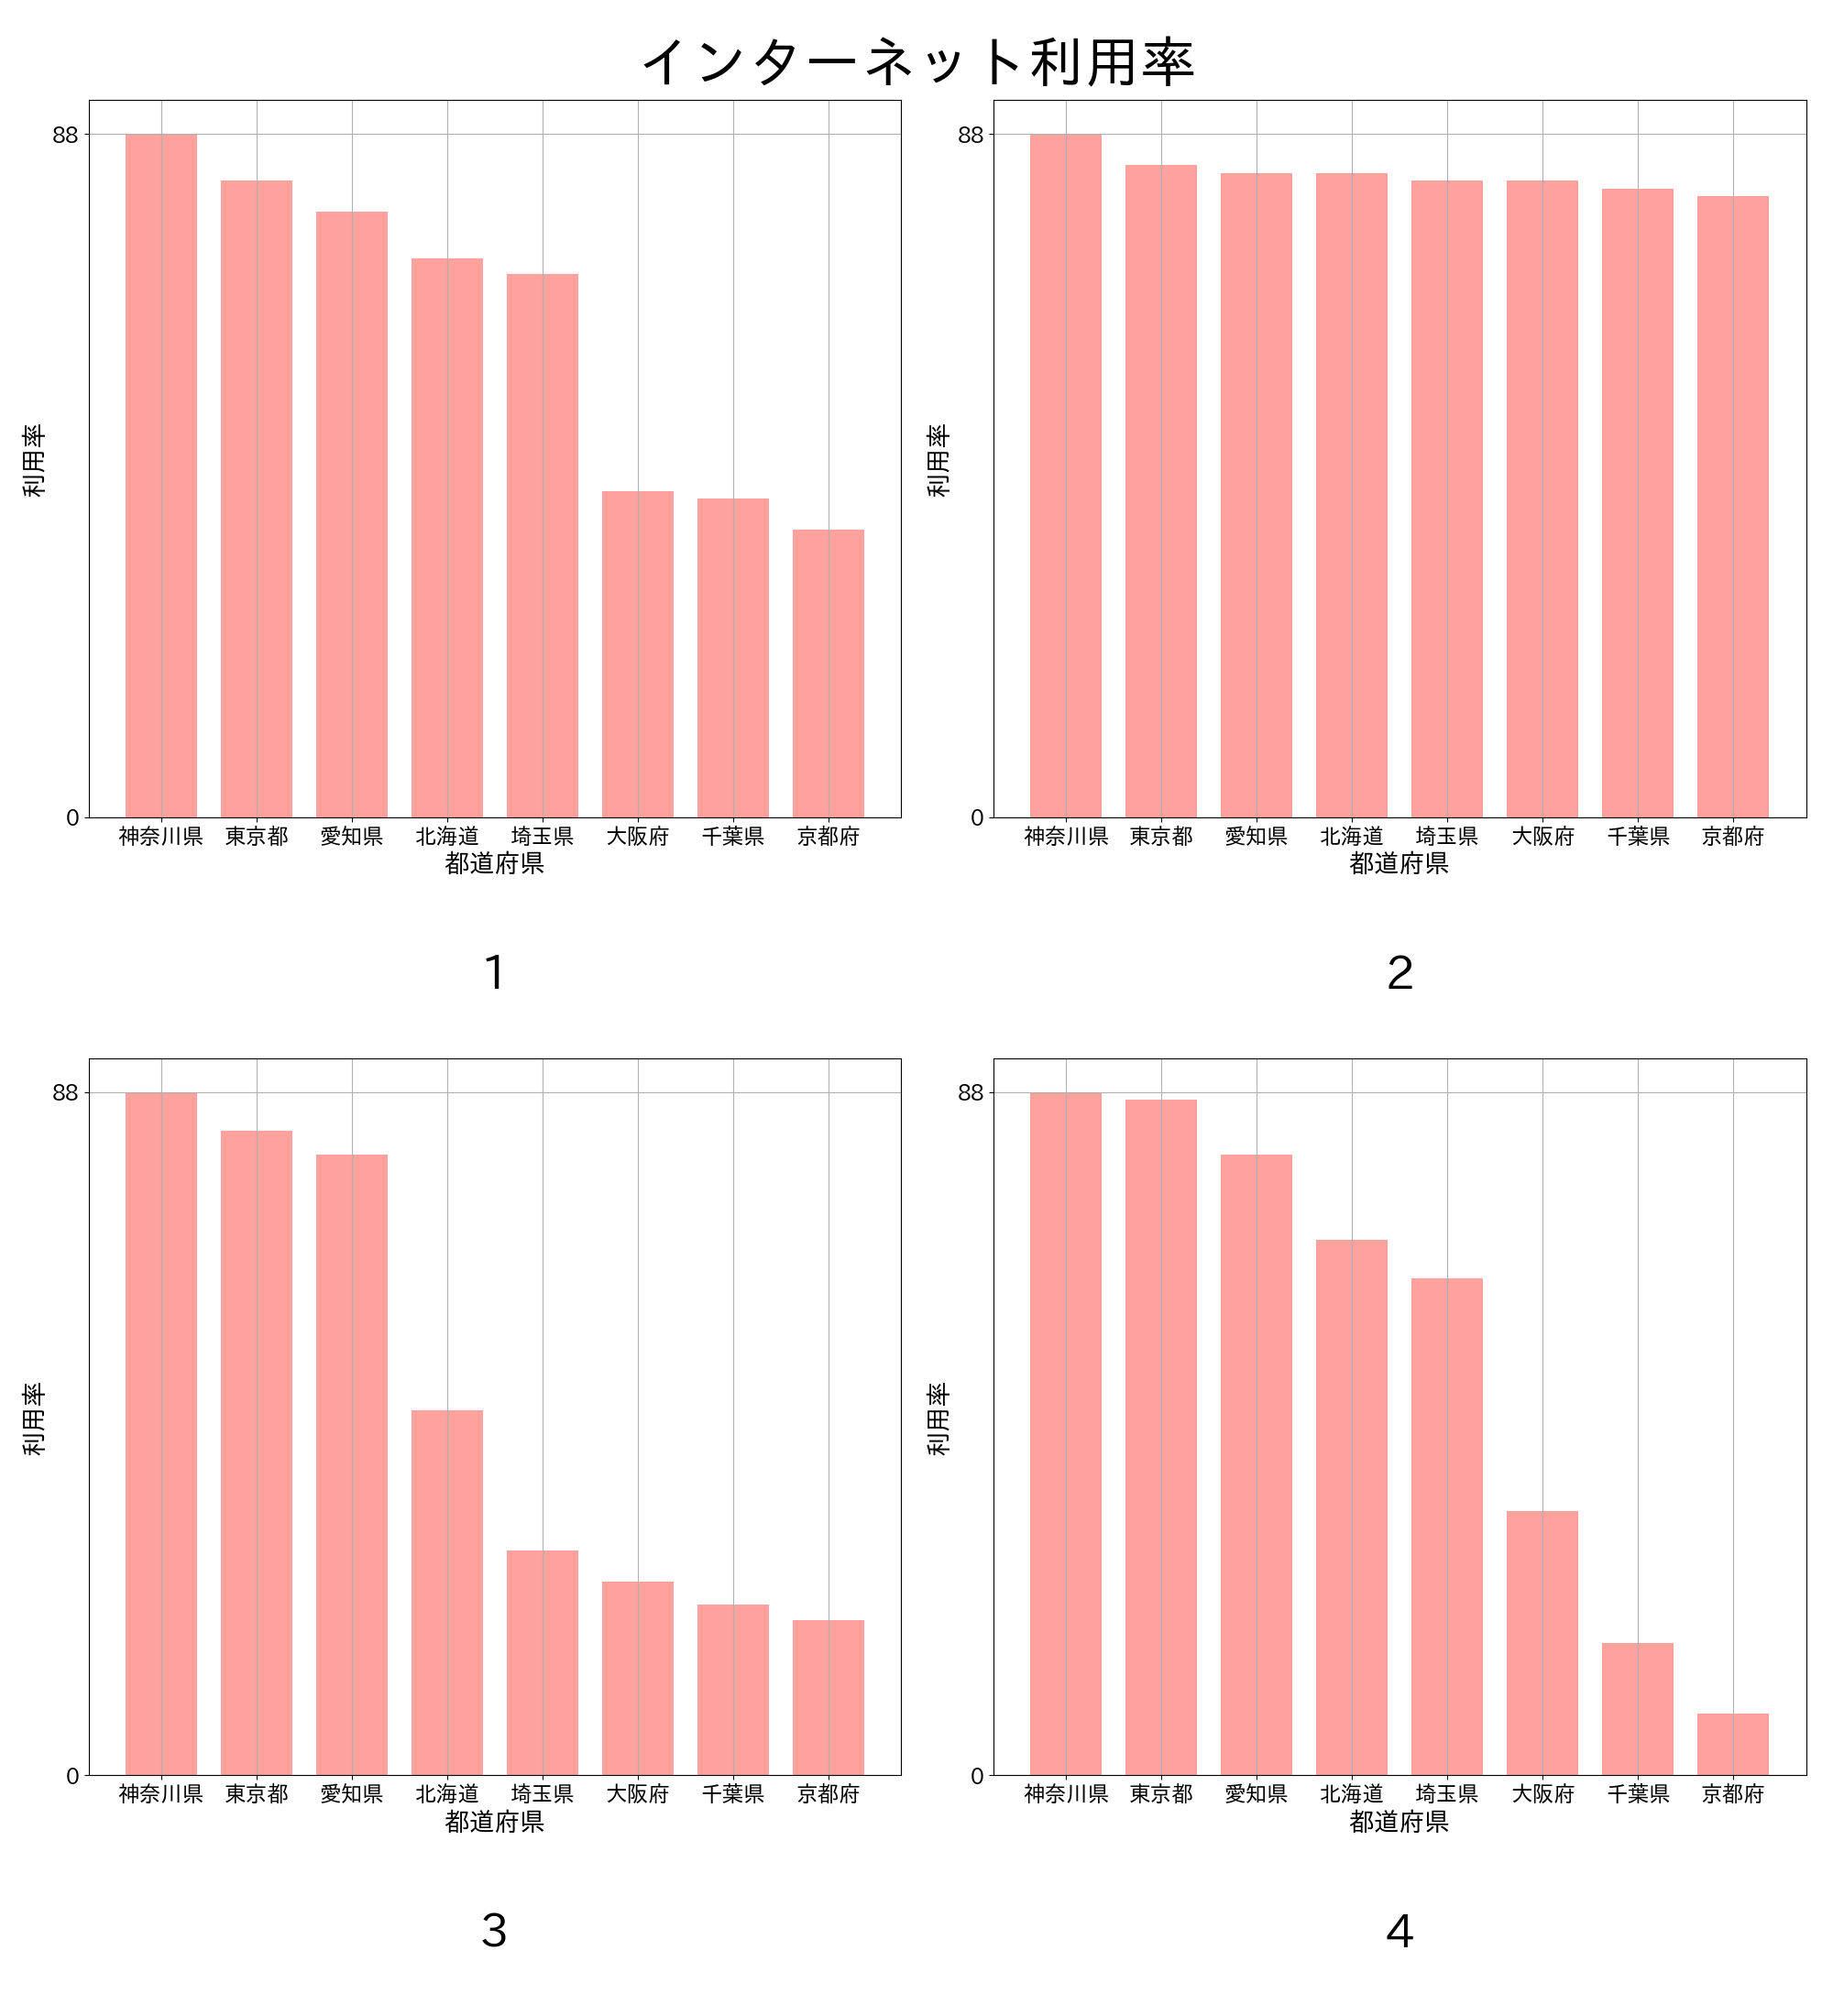 インターネット利用率
88
0
利用率
神奈川県 東京都 愛知県 北海道 埼玉県 大阪府 千葉県 京都府
都道府県
1
88
0
利用率
神奈川県 東京都 愛知県 北海道 埼玉県 大阪府 千葉県 京都府
都道府県
2
88
0
利用率
神奈川県 東京都 愛知県 北海道 埼玉県 大阪府 千葉県 京都府
都道府県
3
88
0
利用率
神奈川県 東京都 愛知県 北海道 埼玉県 大阪府 千葉県 京都府
都道府県
4